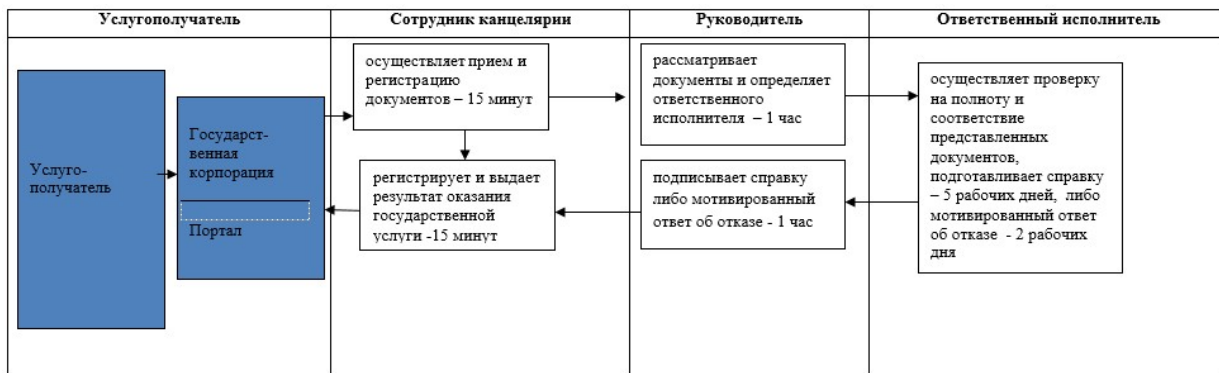 Услугополучатель
Сотрудник канцелярии
Руководитель
Ответственный исполнитель
Услуго-
получатель
Государст-
венная
корпорация
Портал
осуществляет прием и
регистрацию
документов – 15 минут
регистрирует и выдает
результат оказания
государственной
услуги -15 минут
рассматривает
документы и определяет
ответственного
исполнителя – 1 час
подписывает справку
либо мотивированный
ответ об отказе - 1 час
осуществляет проверку
на полноту и
соответствие
представленных
документов,
подготавливает справку
– 5 рабочих дней, либо
мотивированный ответ
об отказе - 2 рабочих
дня